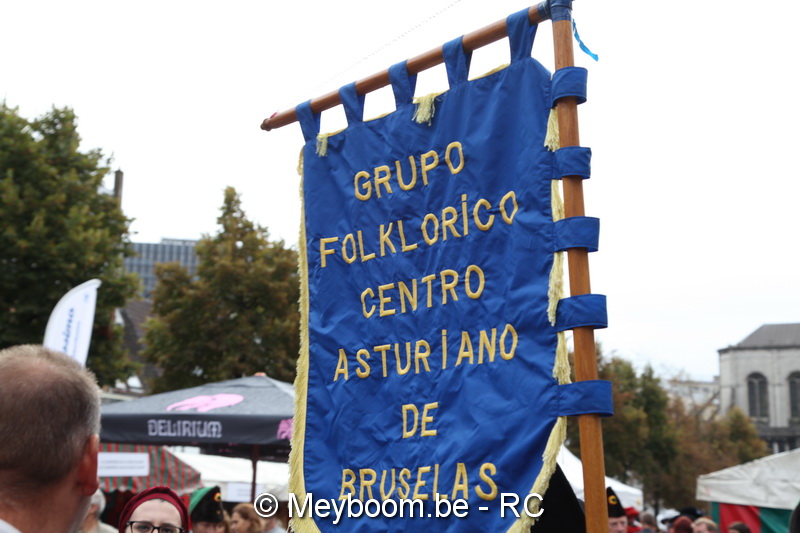 GRUPO
FOLKLORiCO
CENTRO
ASTURiANO
DE
BRUSELAS
DELIRIUM
© Meyboom.be - RC